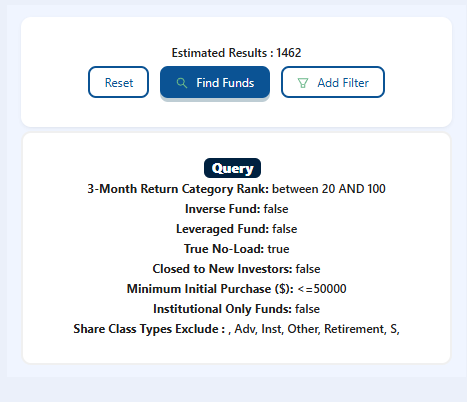 Estimated Results : 1462
Reset Find Funds Add Filter
Query
3-Month Return Category Rank: between 20 AND 100
Inverse Fund: false
Leveraged Fund: false
True No-Load: true
Closed to New Investors: false
Minimum Initial Purchase ($): <=50000
Institutional Only Funds: false
Share Class Types Exclude : , Adv, Inst, Other, Retirement, S,